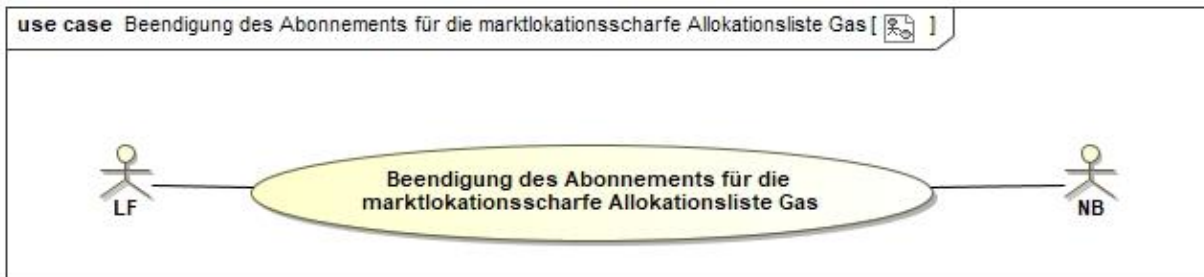 use case Beendigung des Abonnements für die marktlokationsscharfe Allokationsliste Gas [ ]
Beendigung des Abonnements für die
marktlokationsscharfe Allokationsliste Gas
LF
NB